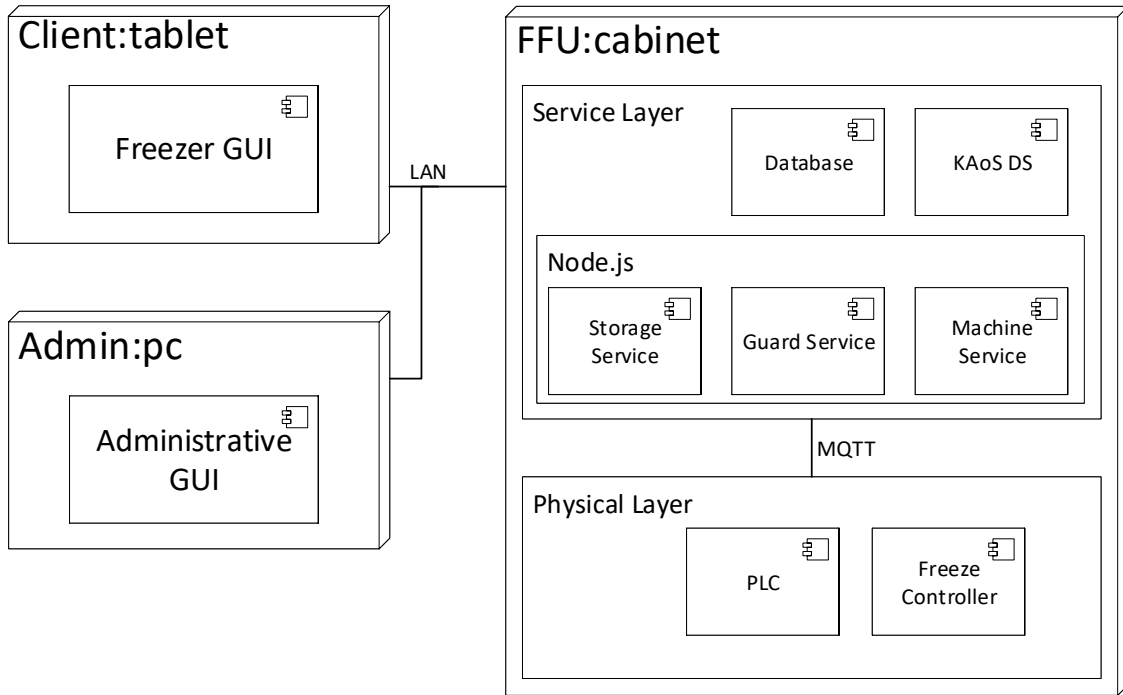 Client:tablet
Freezer GUI
Admin:pc
Administrative
GUI
LAN
FFU:cabinet
Service Layer
Database
KAoS DS
Node.js
Storage
Service
Guard Service
Machine
Service
MQTT
Physical Layer
PLC
Freeze
Controller